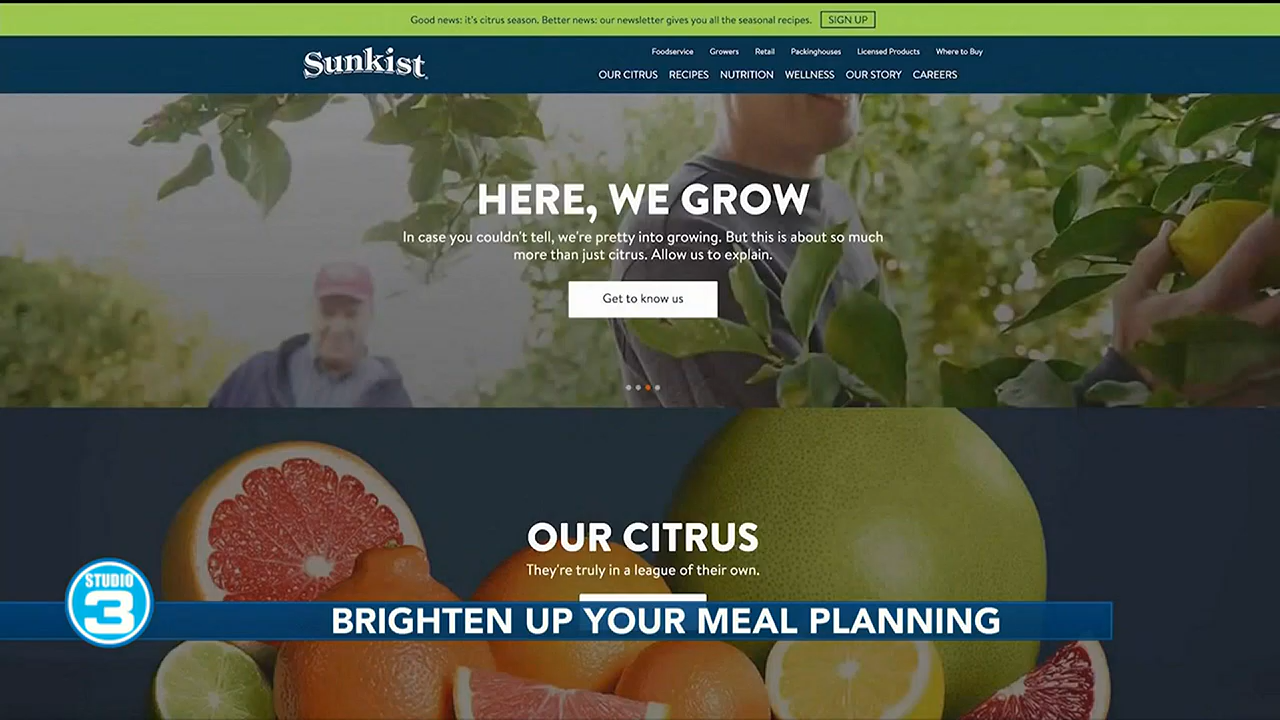 Good news: it's citrus season. Better news: our newsletter gives you all the seasonal recipes. SIGN UP
Sunkist
Foodservice Growers Retail Packinghouses Licensed Products Where to Buy
OUR CITRUS RECIPES NUTRITION WELLNESS OUR STORY CAREERS
HERE, WE GROW
In case you couldn't tell, we're pretty into growing. But this is about so much
more than just citrus. Allow us to explain.
Get to know us
OUR CITRUS
They're truly in a league of their own.
STUDIO
3
BRIGHTEN UP YOUR MEAL PLANNING